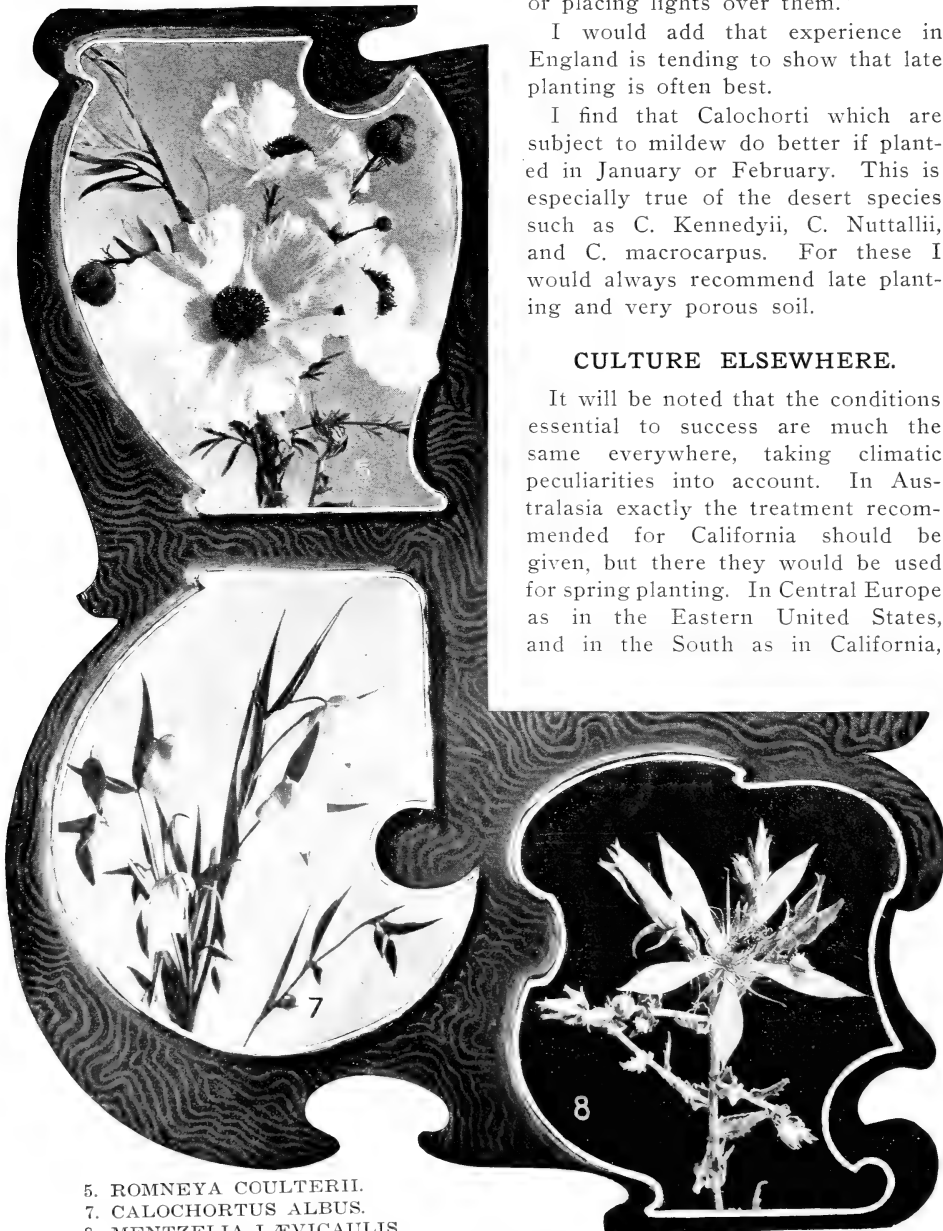 or placing lights over them.
I would add that experience in
England is tending to show that late
planting is often best.
I find that Calochorti which are
subject to mildew do better if plant-
ed in January or February. This is
especially true of the desert species
such as C. Kennedyii, C. Nuttallii,
and C. macrocarpus. For these I
would always recommend late plant-
ing and very porous soil.
CULTURE ELSEWHERE.
It will be noted that the conditions
essential to success are much the
same everywhere, taking climatic
peculiarities into account. In Aus-
tralasia exactly the treatment recom-
mended for California should be
given, but there they would be used
for spring planting. In Central Europe
as in the Eastern United States,
and in the South as in California,
5
7
8
5. ROMNEYA COULTERII.
7. CALOCHORTUS ALBUS.
8. MENTZELIA LÆVICAULIS